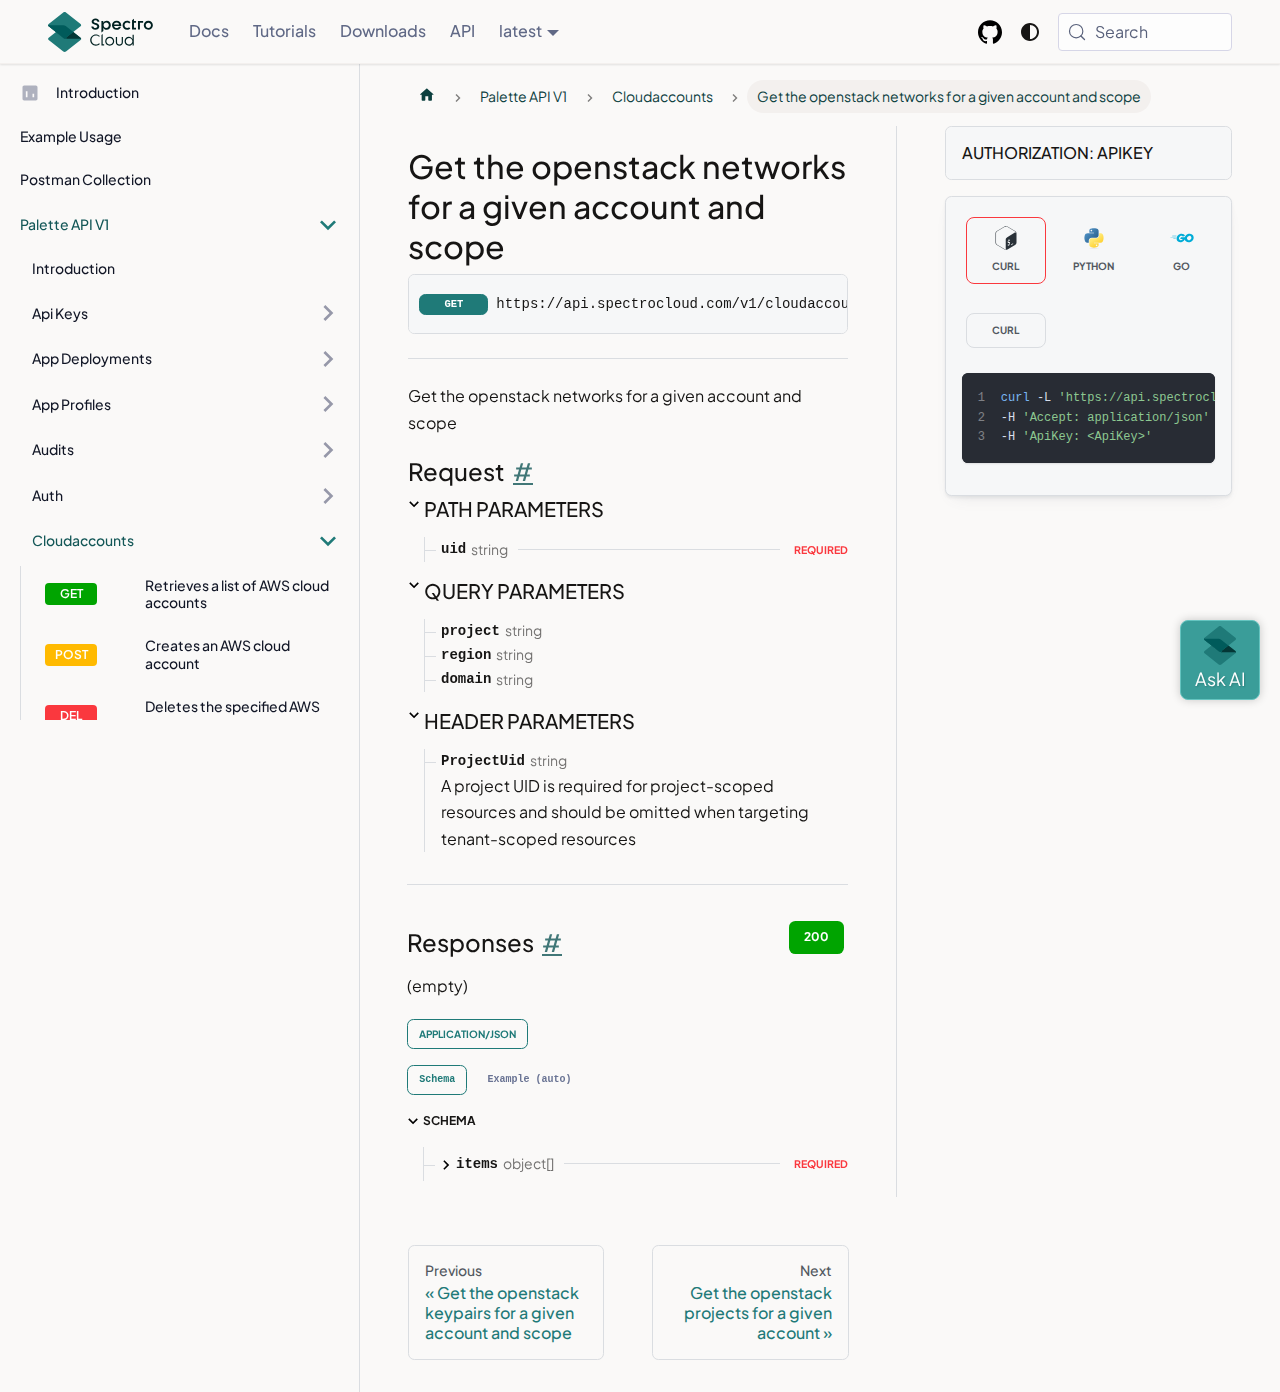 Spectro
Cloud
Docs
Tutorials
Downloads
API
latest
Search
Introduction
Example Usage
Postman Collection
Palette API V1
Introduction
Api Keys
App Deployments
App Profiles
Audits
Auth
Cloudaccounts
GET
Retrieves a list of AWS cloud
accounts
POST
Creates an AWS cloud
account
DEL
Deletes the specified AWS
Palette API V1
Cloudaccounts
Get the openstack networks for a given account and scope
Get the openstack networks
for a given account and
scope
GET
https://api.spectrocloud.com/v1/cloudaccou
Get the openstack networks for a given account and
scope
Request #
PATH PARAMETERS
uid string
REQUIRED
QUERY PARAMETERS
project string
region string
domain string
HEADER PARAMETERS
ProjectUid string
A project UID is required for project-scoped
resources and should be omitted when targeting
tenant-scoped resources
Responses #
200
(empty)
APPLICATION/JSON
Schema
Example (auto)
SCHEMA
items object[]
REQUIRED
Previous
« Get the openstack
keypairs for a given
account and scope
Next
Get the openstack
projects for a given
account »
AUTHORIZATION: APIKEY
CURL
PYTHON
GO
GO
CURL
1 curl -L 'https://api.spectrocl
2 -H 'Accept: application/json'
3 -H 'ApiKey: <ApiKey>'
Ask AI